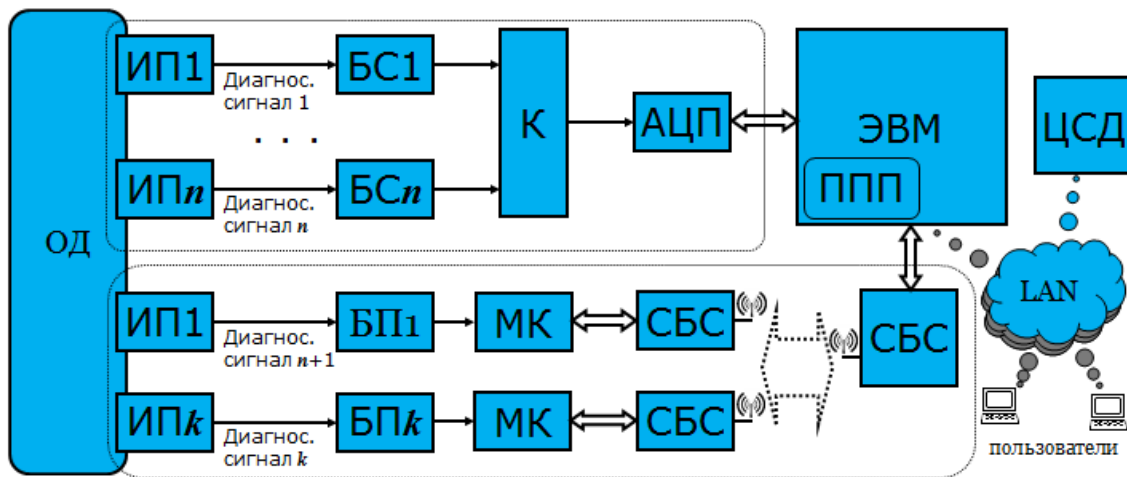 ОД
ИП1
Диагнос.
сигнал 1
БС1
. . .
ИПn
Диагнос.
сигнал n
БСn
К
АЦП
ЭВМ
ППП
ЦСД
LAN
пользователи
ИП1
Диагнос.
сигнал n+1
БП1
МК
СБС
СБС
ИПk
Диагнос.
сигнал k
БПk
МК
СБС